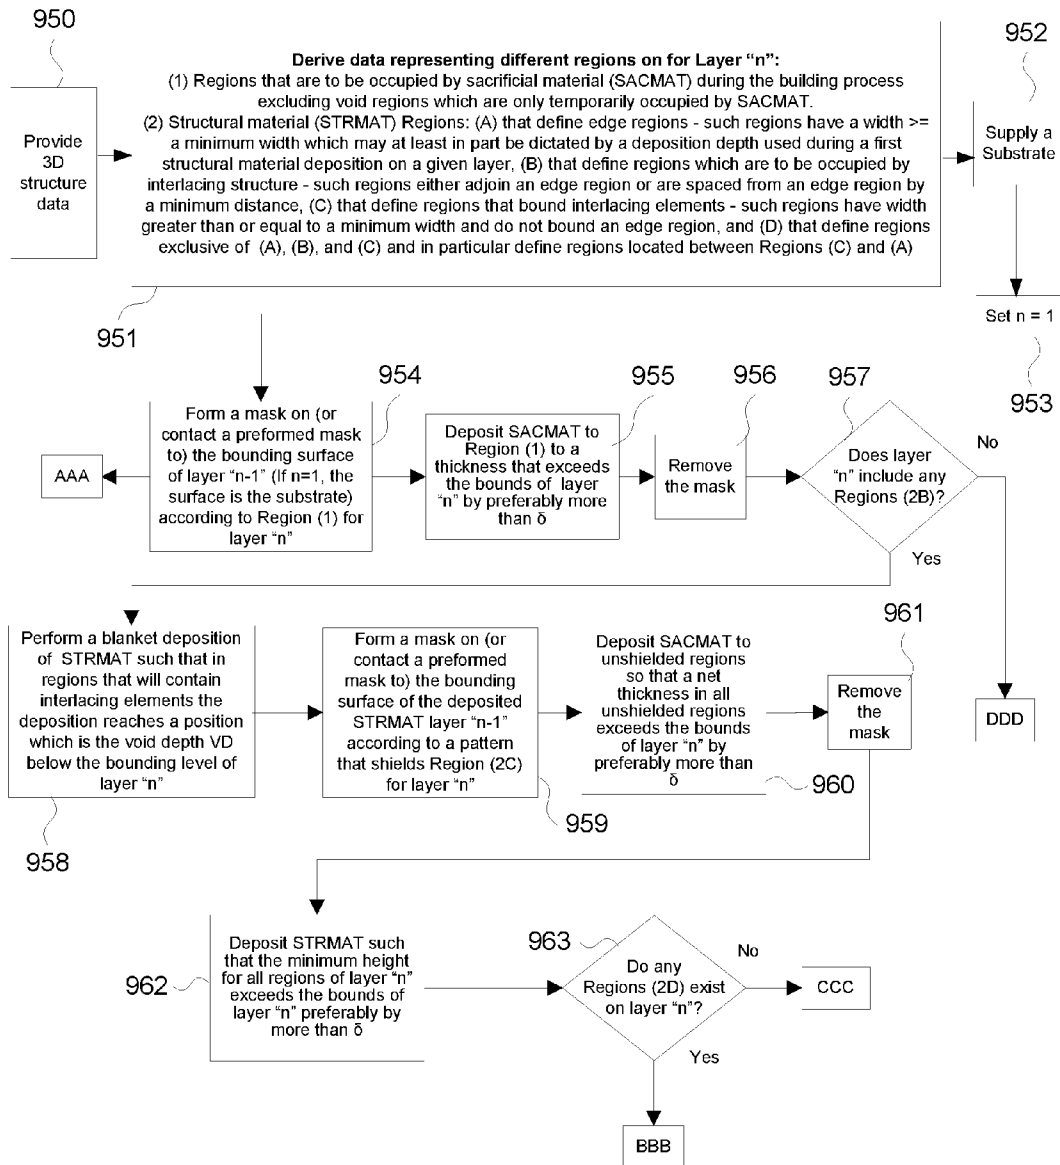 950
Provide
3D
structure
data
Derive data representing different regions on for Layer “n”:
(1) Regions that are to be occupied by sacrificial material (SACMAT) during the building process
excluding void regions which are only temporarily occupied by SACMAT.
(2) Structural material (STRMAT) Regions: (A) that define edge regions - such regions have a width >=
a minimum width which may at least in part be dictated by a deposition depth used during a first
structural material deposition on a given layer, (B) that define regions which are to be occupied by
interlacing structure - such regions either adjoin an edge region or are spaced from an edge region by
a minimum distance, (C) that define regions that bound interlacing elements - such regions have width
greater than or equal to a minimum width and do not bound an edge region, and (D) that define regions
exclusive of (A), (B), and (C) and in particular define regions located between Regions (C) and (A)
951
952
Supply a
Substrate
Set n = 1
953
AAA
954
Form a mask on (or
contact a preformed mask
to) the bounding surface
of layer “n-1” (If n=1, the
surface is the substrate)
according to Region (1) for
layer “n”
955
Deposit SACMAT to
Region (1) to a
thickness that exceeds
the bounds of layer
“n” by preferably more
than δ
956
Remove
the mask
957
Does layer
“n” include any
Regions (2B)?
No
Yes
DDD
Perform a blanket deposition
of STRMAT such that in
regions that will contain
interlacing elements the
deposition reaches a position
which is the void depth VD
below the bounding level of
layer “n”
958
Form a mask on (or
contact a preformed
mask to) the bounding
surface of the deposited
STRMAT layer “n-1”
according to a pattern
that shields Region (2C)
for layer “n”
959
Deposit SACMAT to
unshielded regions
so that a net
thickness in all
unshielded regions
exceeds the bounds
of layer “n” by
preferably more than
δ
960
961
Remove
the
mask
962
Deposit STRMAT such
that the minimum height
for all regions of layer “n”
exceeds the bounds of
layer “n” preferably by
more than δ
963
Do any
Regions (2D) exist
on layer “n”?
No
CCC
Yes
BBB